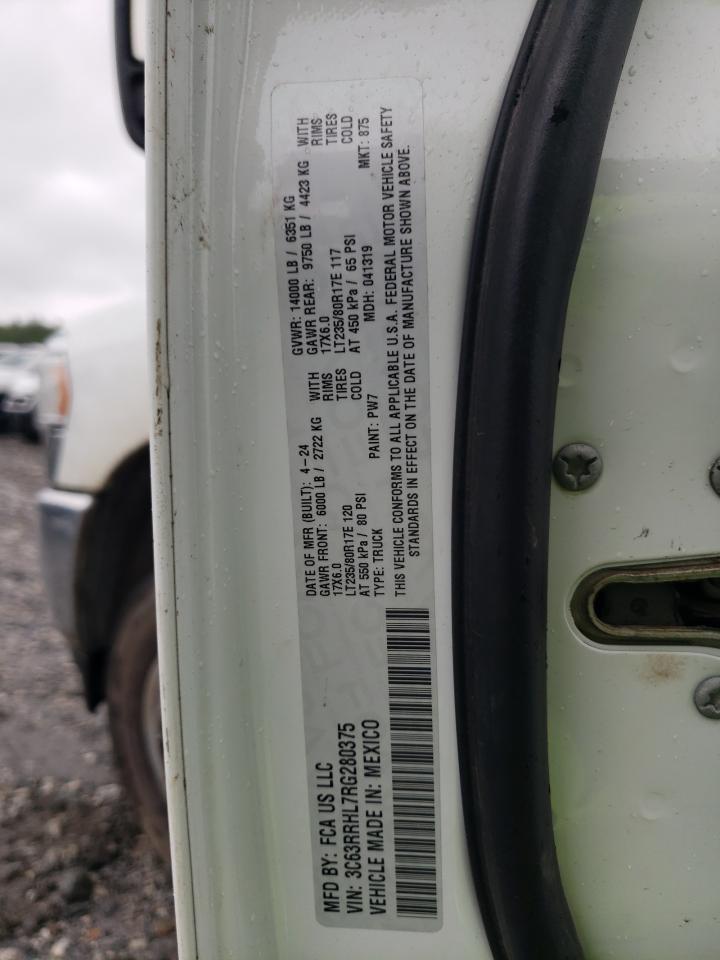 MFD BY: FCA US LLC
DATE OF MFR (BUILT): 4-24
GVWR: 14000 LB / 6351 KG
GAWR FRONT: 6000 LB / 2722 KG WITH
GAWR REAR: 9750 LB / 4423 KG WITH
17X6.0 RIMS
17X6.0 RIMS
LT235/80R17E 120 TIRES
LT235/80R17E 117 TIRES
AT 550 kPa / 80 PSI COLD
AT 450 kPa / 65 PSI COLD
VIN: 3C63RRHL7RG280375
TYPE: TRUCK PAINT: PW7 MDH: 041319 MKT: 875
VEHICLE MADE IN: MEXICO
THIS VEHICLE CONFORMS TO ALL APPLICABLE U.S.A. FEDERAL MOTOR VEHICLE SAFETY
STANDARDS IN EFFECT ON THE DATE OF MANUFACTURE SHOWN ABOVE.